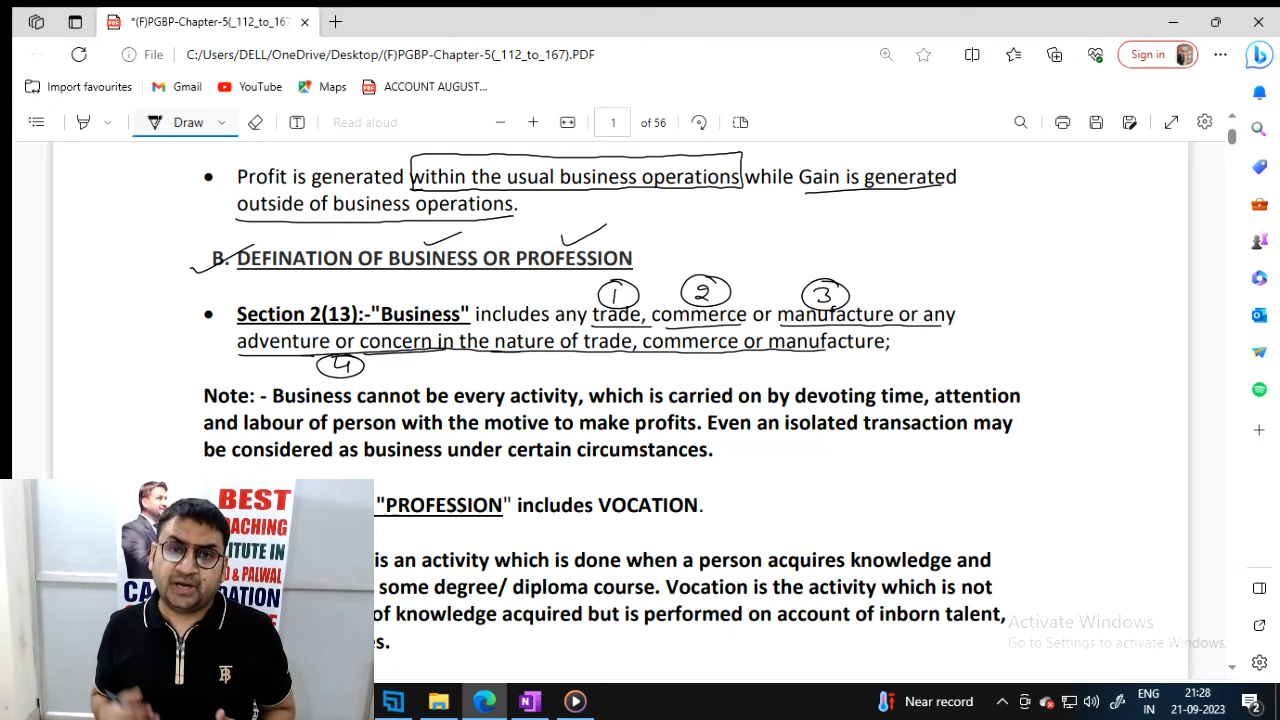 *(F)PGBP-Chapter-5(_112_to_167)
File C:/Users/DELL/OneDrive/Desktop/(F)PGBP-Chapter-5(_112_to_167).PDF
Sign in
Import favourites Gmail YouTube Maps ACCOUNT AUGUST...
Draw Read aloud 1 of 56
• Profit is generated within the usual business operations while Gain is generated
outside of business operations.
B. DEFINATION OF BUSINESS OR PROFESSION
1 2 3
• Section 2(13):-"Business" includes any trade, commerce or manufacture or any
adventure or concern in the nature of trade, commerce or manufacture;
4
Note: - Business cannot be every activity, which is carried on by devoting time, attention
and labour of person with the motive to make profits. Even an isolated transaction may
be considered as business under certain circumstances.
"PROFESSION" includes VOCATION.
is an activity which is done when a person acquires knowledge and
some degree/ diploma course. Vocation is the activity which is not
of knowledge acquired but is performed on account of inborn talent,
BEST
Activate Windows
Go to Settings to activate Windows.
Near record
ENG
IN
21:28
21-09-2023
2